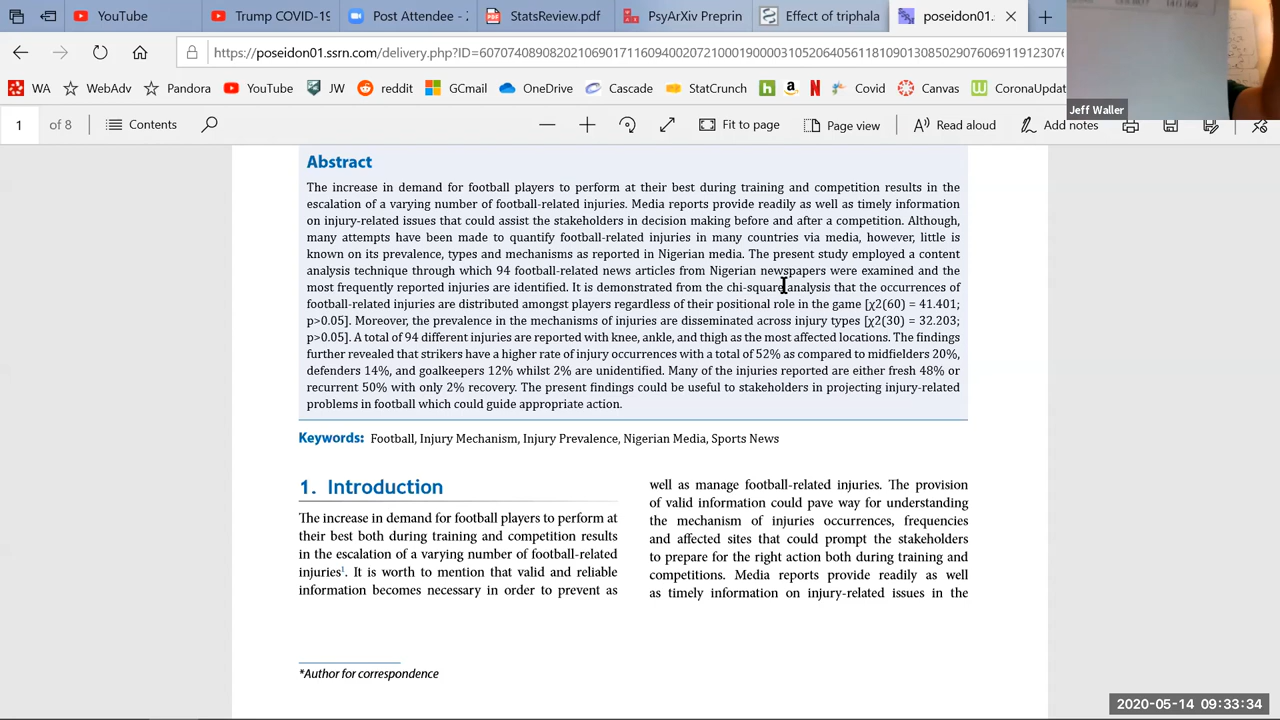 YouTube
Trump COVID-19
Post Attendee - 2
StatsReview.pdf
PsyArXiv Preprin
Effect of triphala
poseidon01.
https://poseidon01.ssrn.com/delivery.php?ID=
WA
WebAdv
Pandora
YouTube
JW
reddit
GCmail
OneDrive
Cascade
StatCrunch
Covid
Canvas
CoronaUpdat
Jeff Waller
1 of 8
Contents
Fit to page
Page view
Read aloud
Add notes
Abstract
The increase in demand for football players to perform at their best during training and competition results in the
escalation of a varying number of football-related injuries. Media reports provide readily as well as timely information
on injury-related issues that could assist the stakeholders in decision making before and after a competition. Although,
many attempts have been made to quantify football-related injuries in many countries via media, however, little is
known on its prevalence, types and mechanisms as reported in Nigerian media. The present study employed a content
analysis technique through which 94 football-related news articles from Nigerian newspapers were examined and the
most frequently reported injuries are identified. It is demonstrated from the chi-square analysis that the occurrences of
football-related injuries are distributed amongst players regardless of their positional role in the game [χ2(60) = 41.401;
p>0.05]. Moreover, the prevalence in the mechanisms of injuries are disseminated across injury types [χ2(30) = 32.203;
p>0.05]. A total of 94 different injuries are reported with knee, ankle, and thigh as the most affected locations. The findings
further revealed that strikers have a higher rate of injury occurrences with a total of 52% as compared to midfielders 20%,
defenders 14%, and goalkeepers 12% whilst 2% are unidentified. Many of the injuries reported are either fresh 48% or
recurrent 50% with only 2% recovery. The present findings could be useful to stakeholders in projecting injury-related
problems in football which could guide appropriate action.
Keywords: Football, Injury Mechanism, Injury Prevalence, Nigerian Media, Sports News
1. Introduction
The increase in demand for football players to perform at
their best both during training and competition results
in the escalation of a varying number of football-related
injuries1. It is worth to mention that valid and reliable
information becomes necessary in order to prevent as
well as manage football-related injuries. The provision
of valid information could pave way for understanding
the mechanism of injuries occurrences, frequencies
and affected sites that could prompt the stakeholders
to prepare for the right action both during training and
competitions. Media reports provide readily as well
as timely information on injury-related issues in the
*Author for correspondence
2020-05-14 09:33:34